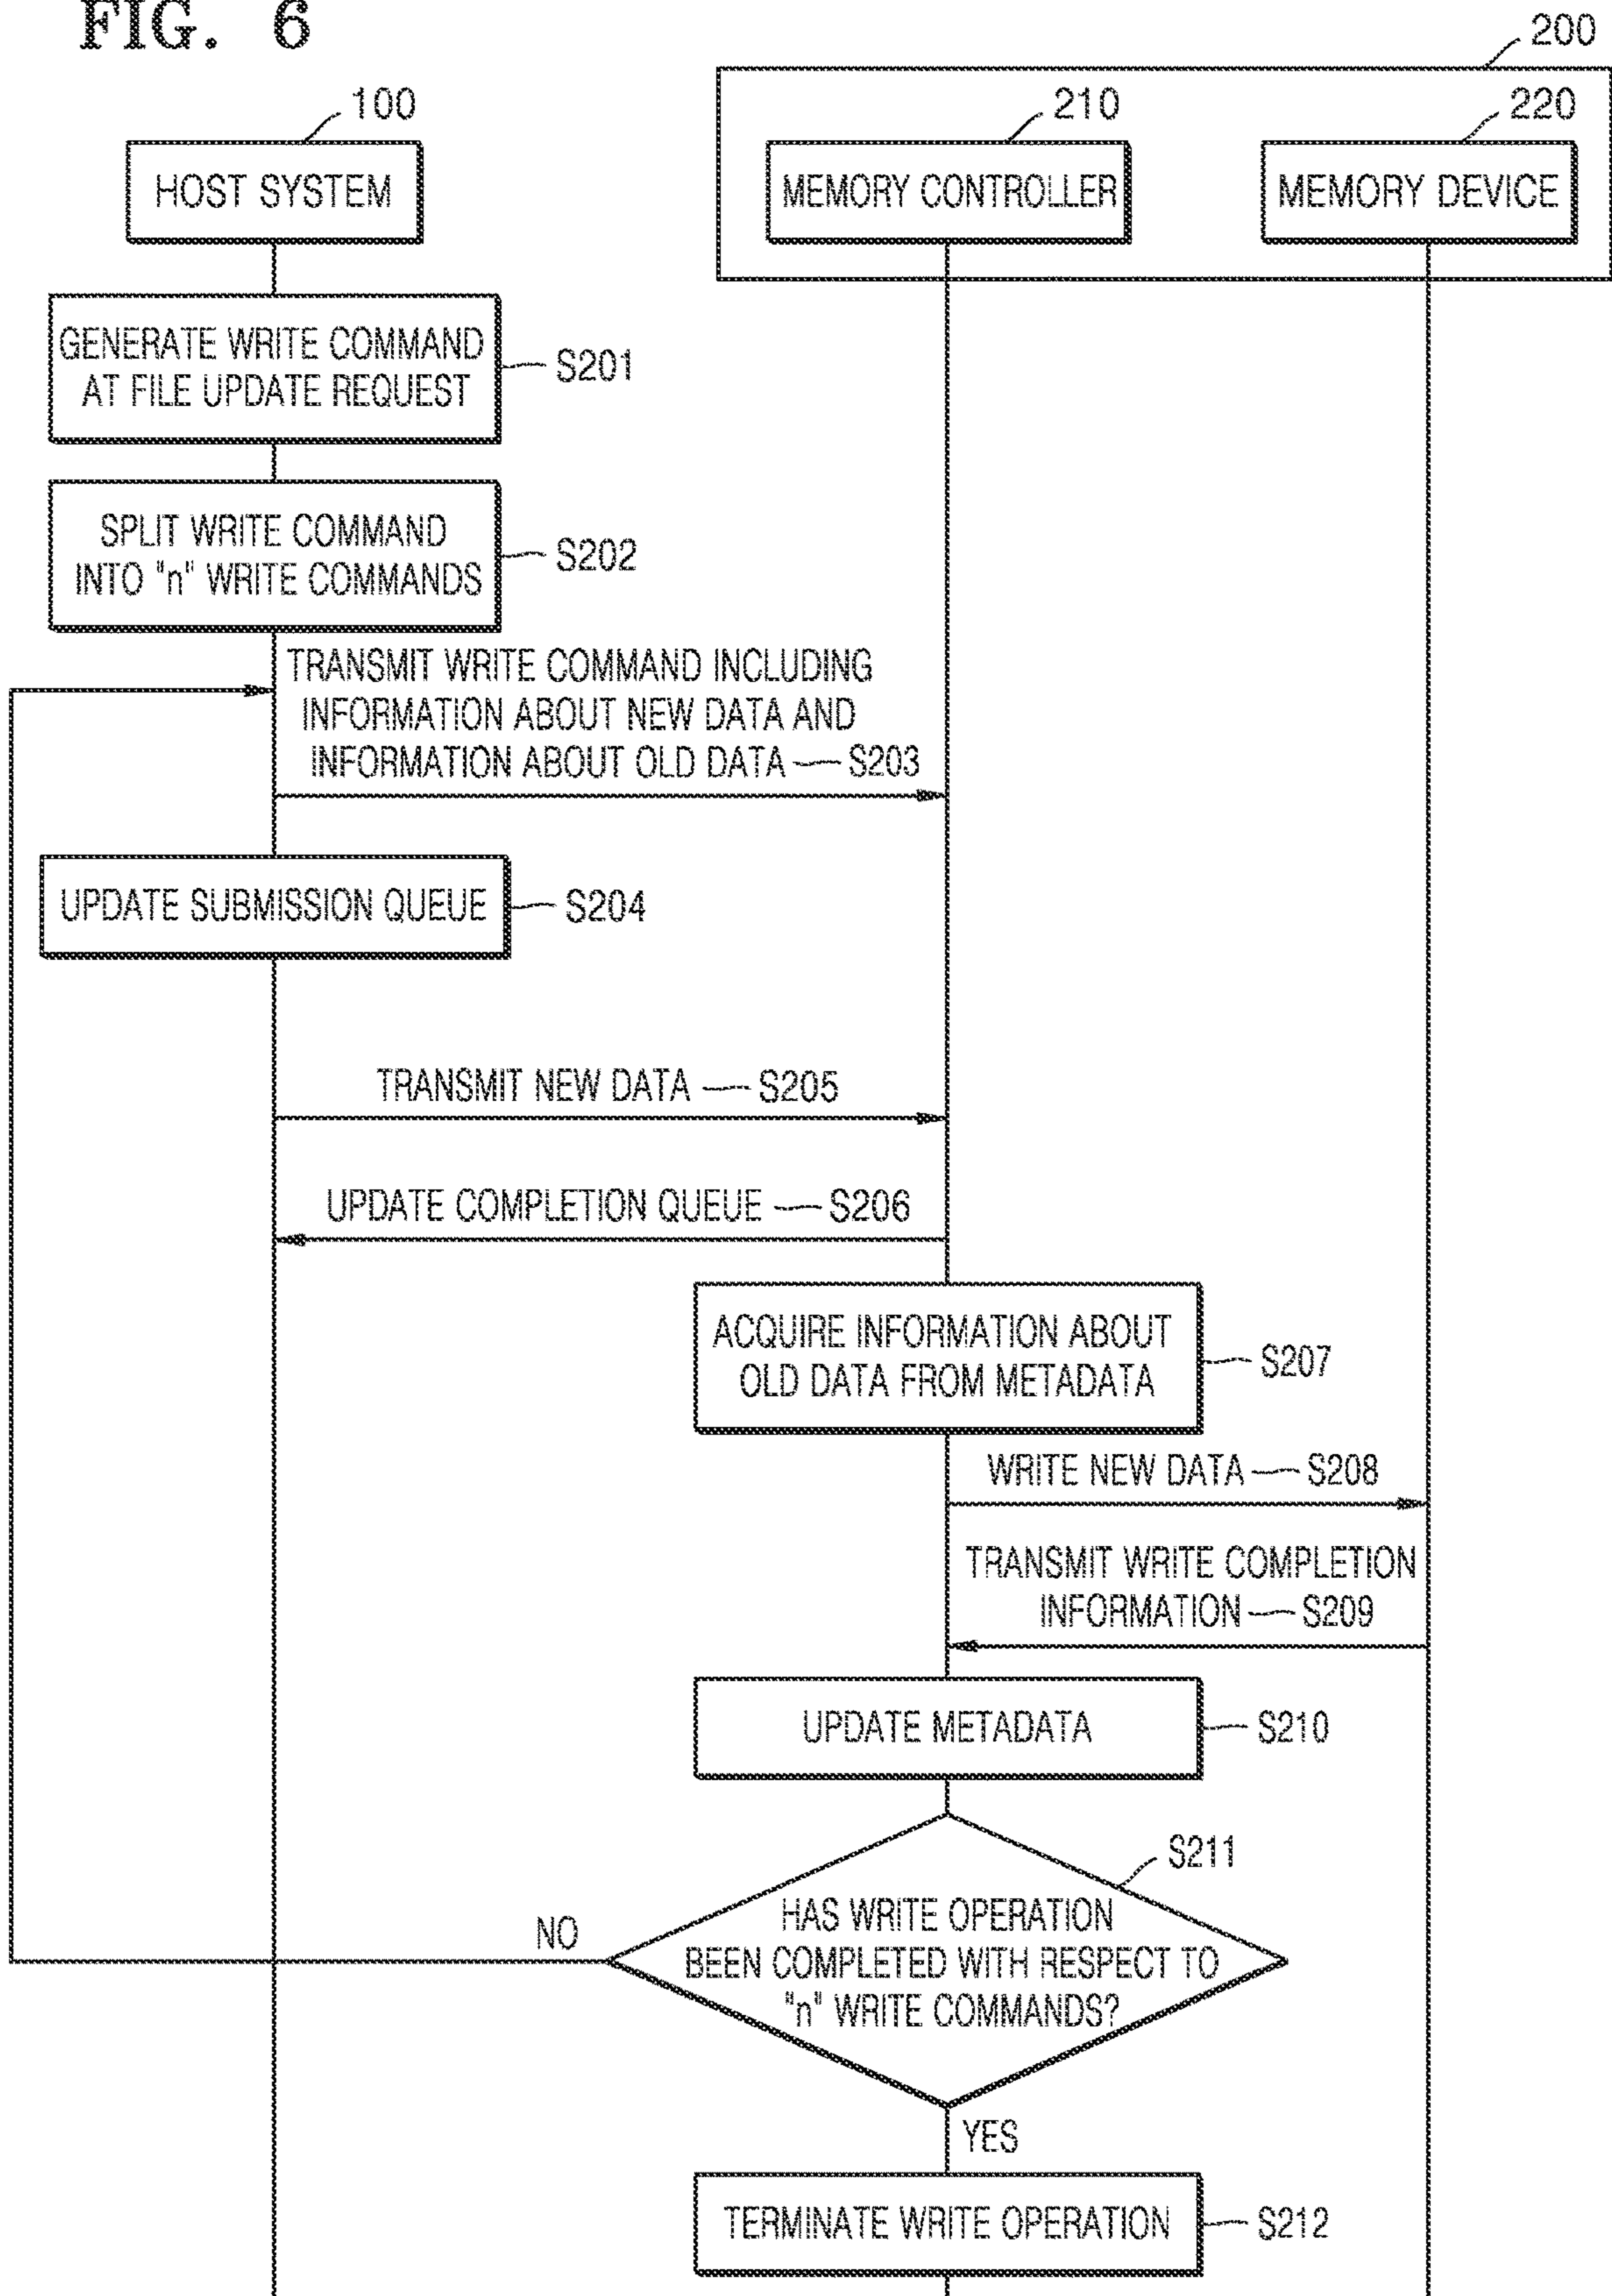 FIG. 6
200
100
210
220
HOST SYSTEM
MEMORY CONTROLLER
MEMORY DEVICE
GENERATE WRITE COMMAND
AT FILE UPDATE REQUEST
S201
SPLIT WRITE COMMAND
INTO "n" WRITE COMMANDS
S202
TRANSMIT WRITE COMMAND INCLUDING
INFORMATION ABOUT NEW DATA AND
INFORMATION ABOUT OLD DATA S203
UPDATE SUBMISSION QUEUE
S204
TRANSMIT NEW DATA S205
UPDATE COMPLETION QUEUE S206
ACQUIRE INFORMATION ABOUT
OLD DATA FROM METADATA
S207
WRITE NEW DATA S208
TRANSMIT WRITE COMPLETION
INFORMATION S209
UPDATE METADATA
S210
S211
HAS WRITE OPERATION
BEEN COMPLETED WITH RESPECT TO
"n" WRITE COMMANDS?
NO
YES
TERMINATE WRITE OPERATION
S212